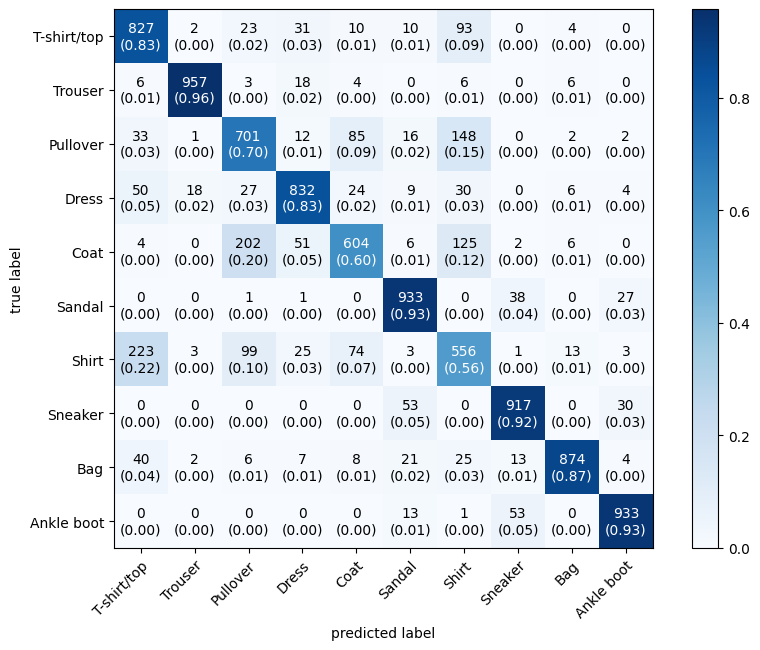 T-shirt/top 827 2 23 31 10 10 93 0 4 0
(0.83) (0.00) (0.02) (0.03) (0.01) (0.01) (0.09) (0.00) (0.00) (0.00)
Trouser 6 957 3 18 4 0 6 0 6 0
(0.01) (0.96) (0.00) (0.02) (0.00) (0.00) (0.01) (0.00) (0.01) (0.00)
Pullover 33 1 701 12 85 16 148 0 2 2
(0.03) (0.00) (0.70) (0.01) (0.09) (0.02) (0.15) (0.00) (0.00) (0.00)
Dress 50 18 27 832 24 9 30 0 6 4
(0.05) (0.02) (0.03) (0.83) (0.02) (0.01) (0.03) (0.00) (0.01) (0.00)
Coat 4 0 202 51 604 6 125 2 6 0
(0.00) (0.00) (0.20) (0.05) (0.60) (0.01) (0.12) (0.00) (0.01) (0.00)
Sandal 0 0 1 1 0 933 0 38 0 27
(0.00) (0.00) (0.00) (0.00) (0.00) (0.93) (0.00) (0.04) (0.00) (0.03)
Shirt 223 3 99 25 74 3 556 1 13 3
(0.22) (0.00) (0.10) (0.03) (0.07) (0.00) (0.56) (0.00) (0.01) (0.00)
Sneaker 0 0 0 0 0 53 0 917 0 30
(0.00) (0.00) (0.00) (0.00) (0.00) (0.05) (0.00) (0.92) (0.00) (0.03)
Bag 40 2 6 7 8 21 25 13 874 4
(0.04) (0.00) (0.01) (0.01) (0.01) (0.02) (0.03) (0.01) (0.87) (0.00)
Ankle boot 0 0 0 0 0 13 1 53 0 933
(0.00) (0.00) (0.00) (0.00) (0.00) (0.01) (0.00) (0.05) (0.00) (0.93)
T-shirt/top Trouser Pullover Dress Coat Sandal Shirt Sneaker Bag Ankle boot
predicted label
true label
0.8
0.6
0.4
0.2
0.0